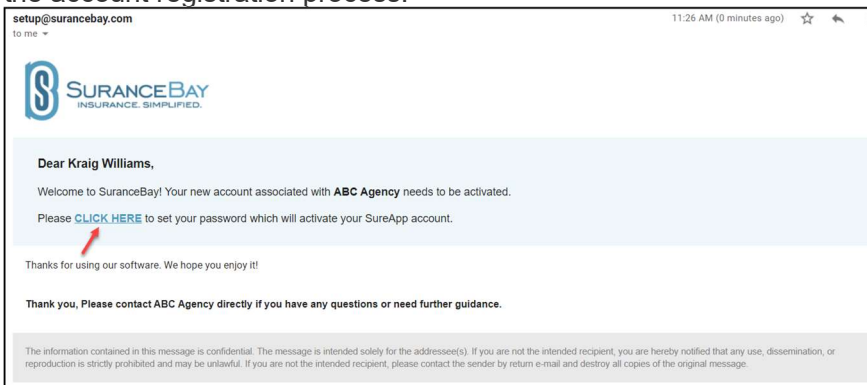 the account registration process.
setup@surancebay.com
11:26 AM (0 minutes ago)
to me
SURANCEBAY
INSURANCE. SIMPLIFIED.
Dear Kraig Williams,
Welcome to SuranceBay! Your new account associated with ABC Agency needs to be activated.
Please CLICK HERE to set your password which will activate your SureApp account.
Thanks for using our software. We hope you enjoy it!
Thank you, Please contact ABC Agency directly if you have any questions or need further guidance.
The information contained in this message is confidential. The message is intended solely for the addressee(s). If you are not the intended recipient, you are hereby notified that any use, dissemination, or
reproduction is strictly prohibited and may be unlawful. If you are not the intended recipient, please contact the sender by return e-mail and destroy all copies of the original message.